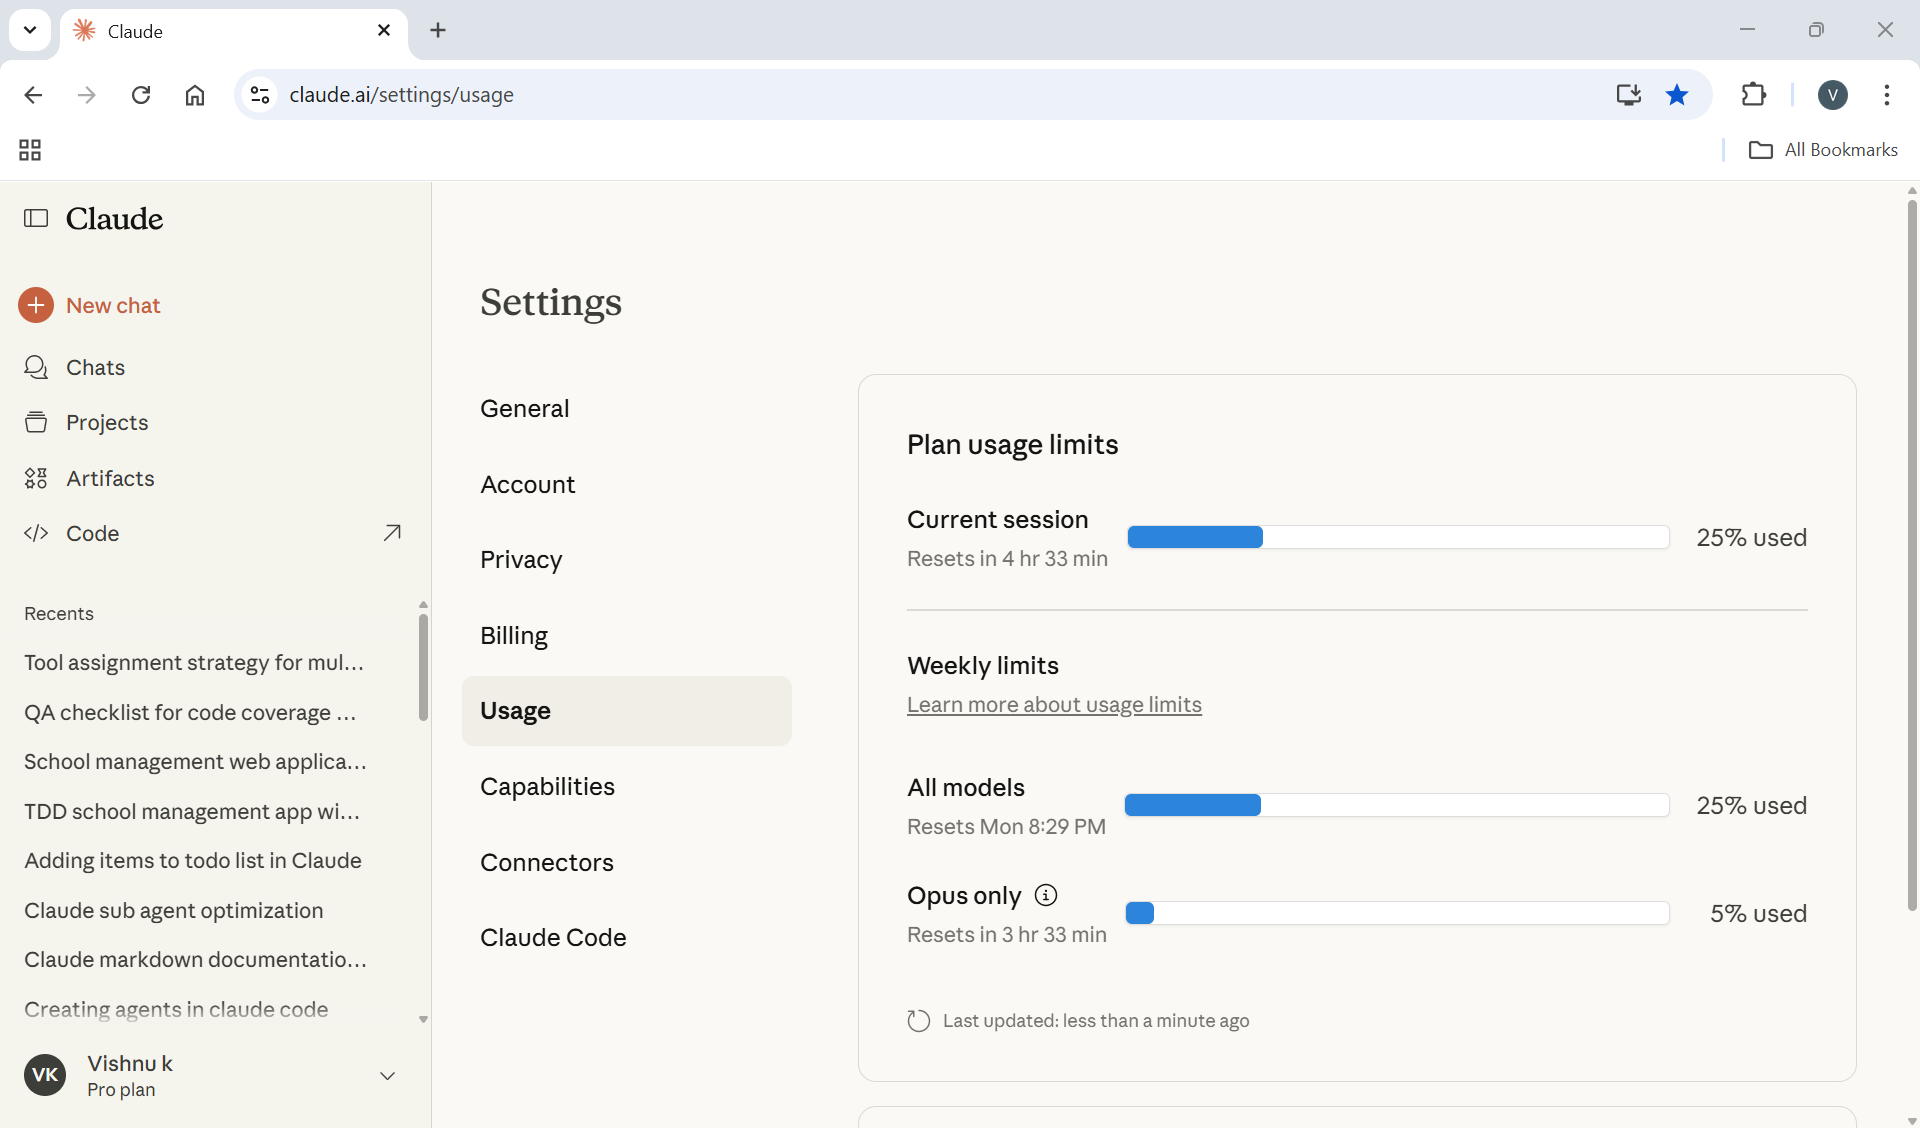 Claude
claude.ai/settings/usage
V
All Bookmarks
Claude
New chat
Chats
Projects
Artifacts
Code
Recents
Tool assignment strategy for mul...
QA checklist for code coverage ...
School management web applica...
TDD school management app wi...
Adding items to todo list in Claude
Claude sub agent optimization
Claude markdown documentatio...
Creating agents in claude code
VK
Vishnu k
Pro plan
Settings
General
Account
Privacy
Billing
Usage
Capabilities
Connectors
Claude Code
Plan usage limits
Current session
Resets in 4 hr 33 min
25% used
Weekly limits
Learn more about usage limits
All models
Resets Mon 8:29 PM
25% used
Opus only
Resets in 3 hr 33 min
5% used
Last updated: less than a minute ago